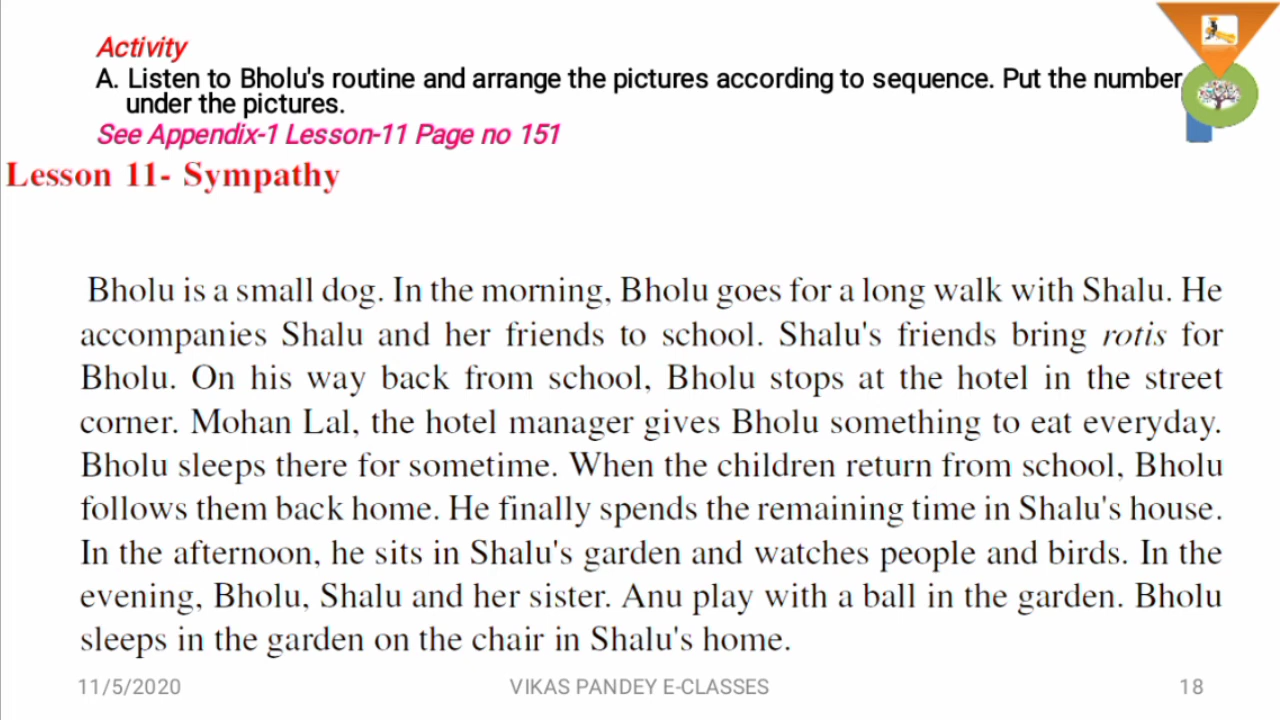 Activity
A. Listen to Bholu's routine and arrange the pictures according to sequence. Put the number
under the pictures.
See Appendix-1 Lesson-11 Page no 151
Lesson 11- Sympathy
Bholu is a small dog. In the morning, Bholu goes for a long walk with Shalu. He
accompanies Shalu and her friends to school. Shalu's friends bring rotis for
Bholu. On his way back from school, Bholu stops at the hotel in the street
corner. Mohan Lal, the hotel manager gives Bholu something to eat everyday.
Bholu sleeps there for sometime. When the children return from school, Bholu
follows them back home. He finally spends the remaining time in Shalu's house.
In the afternoon, he sits in Shalu's garden and watches people and birds. In the
evening, Bholu, Shalu and her sister. Anu play with a ball in the garden. Bholu
sleeps in the garden on the chair in Shalu's home.
11/5/2020 VIKAS PANDEY E-CLASSES 18